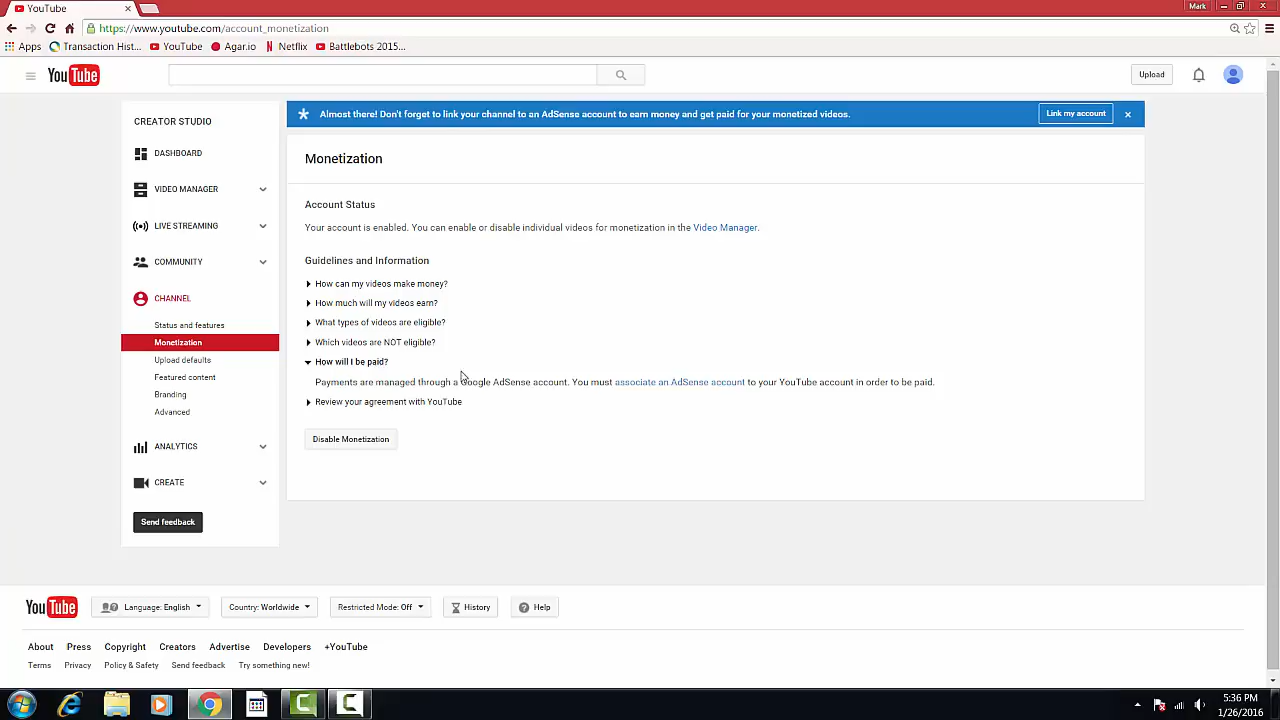 YouTube
Mark
https://www.youtube.com/account_monetization
Apps
Transaction Hist...
YouTube
Agar.io
Netflix
Battlebots 2015...
YouTube
Upload
CREATOR STUDIO
DASHBOARD
VIDEO MANAGER
LIVE STREAMING
COMMUNITY
CHANNEL
Status and features
Monetization
Upload defaults
Featured content
Branding
Advanced
ANALYTICS
CREATE
Send feedback
Almost there! Don't forget to link your channel to an AdSense account to earn money and get paid for your monetized videos.
Link my account
Monetization
Account Status
Your account is enabled. You can enable or disable individual videos for monetization in the Video Manager.
Guidelines and Information
How can my videos make money?
How much will my videos earn?
What types of videos are eligible?
Which videos are NOT eligible?
How will I be paid?
Payments are managed through a Google AdSense account. You must associate an AdSense account to your YouTube account in order to be paid.
Review your agreement with YouTube
Disable Monetization
YouTube
Language: English
Country: Worldwide
Restricted Mode: Off
History
Help
About
Press
Copyright
Creators
Advertise
Developers
+YouTube
Terms
Privacy
Policy & Safety
Send feedback
Try something new!
5:36 PM
1/26/2016